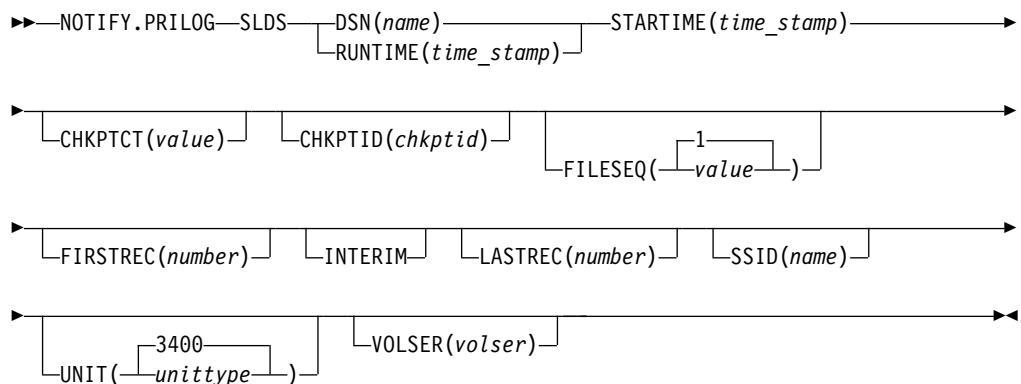 NOTIFY.PRILOG SLDS DSN(name) STARTIME(time_stamp)
RUNTIME(time_stamp)
CHKPTCT(value) CHKPTID(chkptid) 1
FILESEQ( value )
FIRSTREC(number) INTERIM LASTREC(number) SSID(name)
3400 VOLSER(volser)
UNIT( unittype )